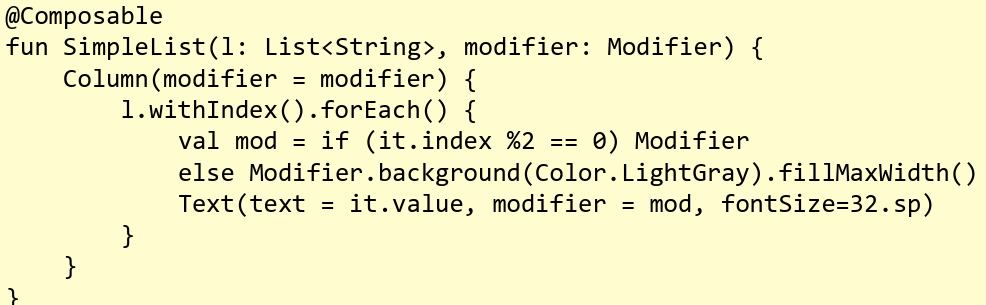 @Composable
fun SimpleList(l: List<String>, modifier: Modifier) {
    Column(modifier = modifier) {
        l.withIndex().forEach() {
            val mod = if (it.index %2 == 0) Modifier
            else Modifier.background(Color.LightGray).fillMaxWidth()
            Text(text = it.value, modifier = mod, fontSize=32.sp)
        }
    }
}